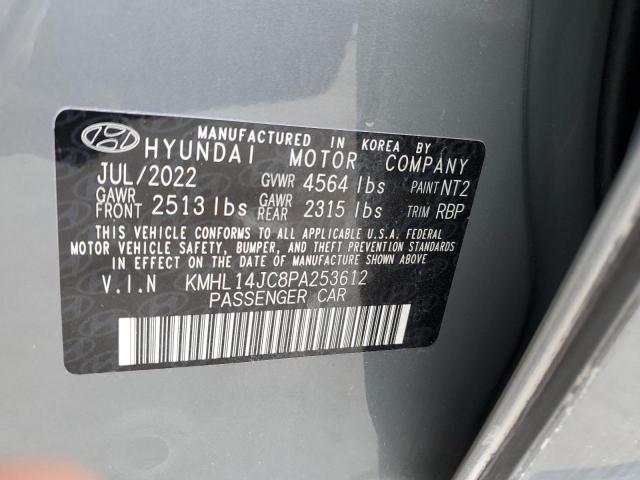 MANUFACTURED IN KOREA BY
HYUNDAI MOTOR COMPANY
JUL/2022 GVWR 4564 lbs PAINT NT2
GAWR FRONT 2513 lbs GAWR REAR 2315 lbs TRIM RBP
THIS VEHICLE CONFORMS TO ALL APPLICABLE U.S.A. FEDERAL
MOTOR VEHICLE SAFETY, BUMPER, AND THEFT PREVENTION STANDARDS
IN EFFECT ON THE DATE OF MANUFACTURE SHOWN ABOVE.
V.I.N KMHL14JC8PA253612
PASSENGER CAR